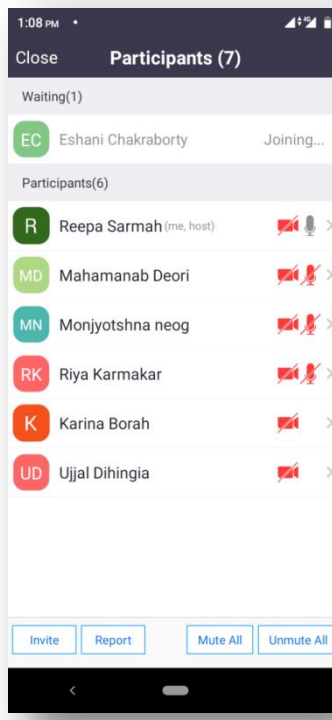 1:08 PM
4G
Close Participants (7)
Waiting(1)
EC Eshani Chakraborty Joining...
Participants(6)
R Reepa Sarmah (me, host)
MD Mahamanab Deori
MN Monjyotshna neog
RK Riya Karmakar
K Karina Borah
UD Ujjal Dihingia
Invite Report Mute All Unmute All